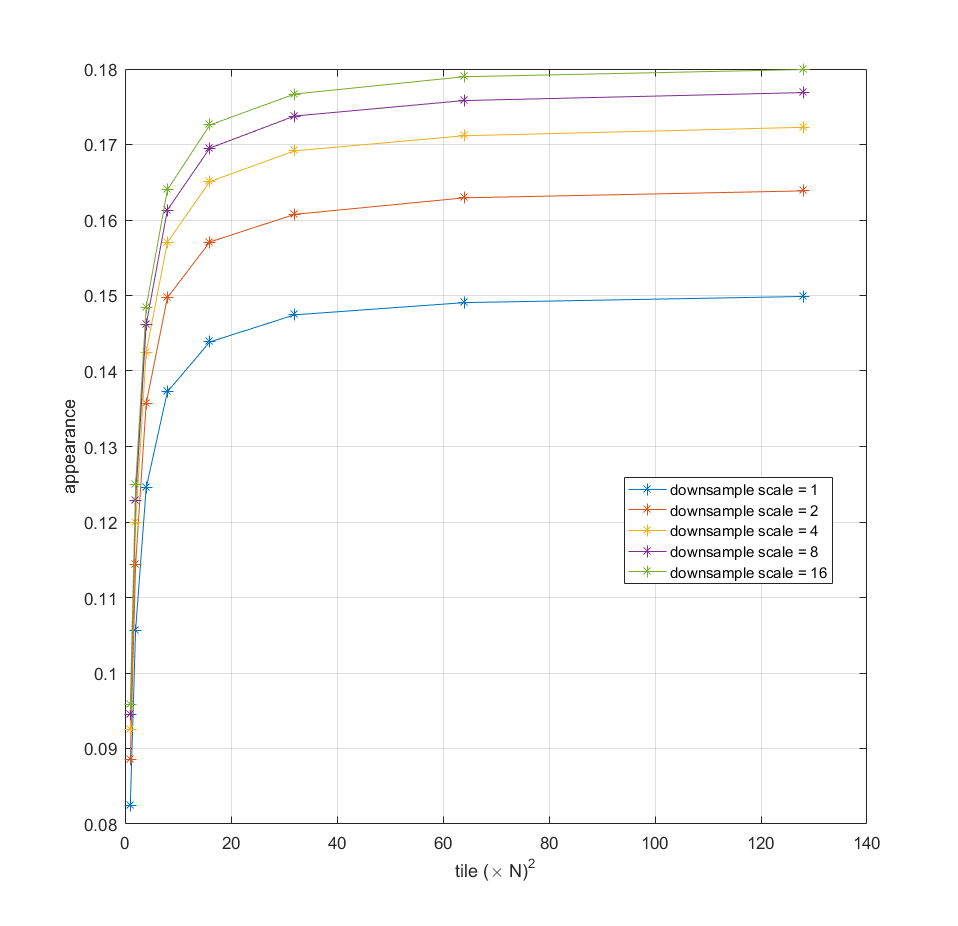 0.18
0.17
0.16
0.15
0.14
0.13
0.12
0.11
0.1
0.09
0.08
appearance
0 20 40 60 80 100 120 140
tile (× N)²
downsample scale = 1
downsample scale = 2
downsample scale = 4
downsample scale = 8
downsample scale = 16